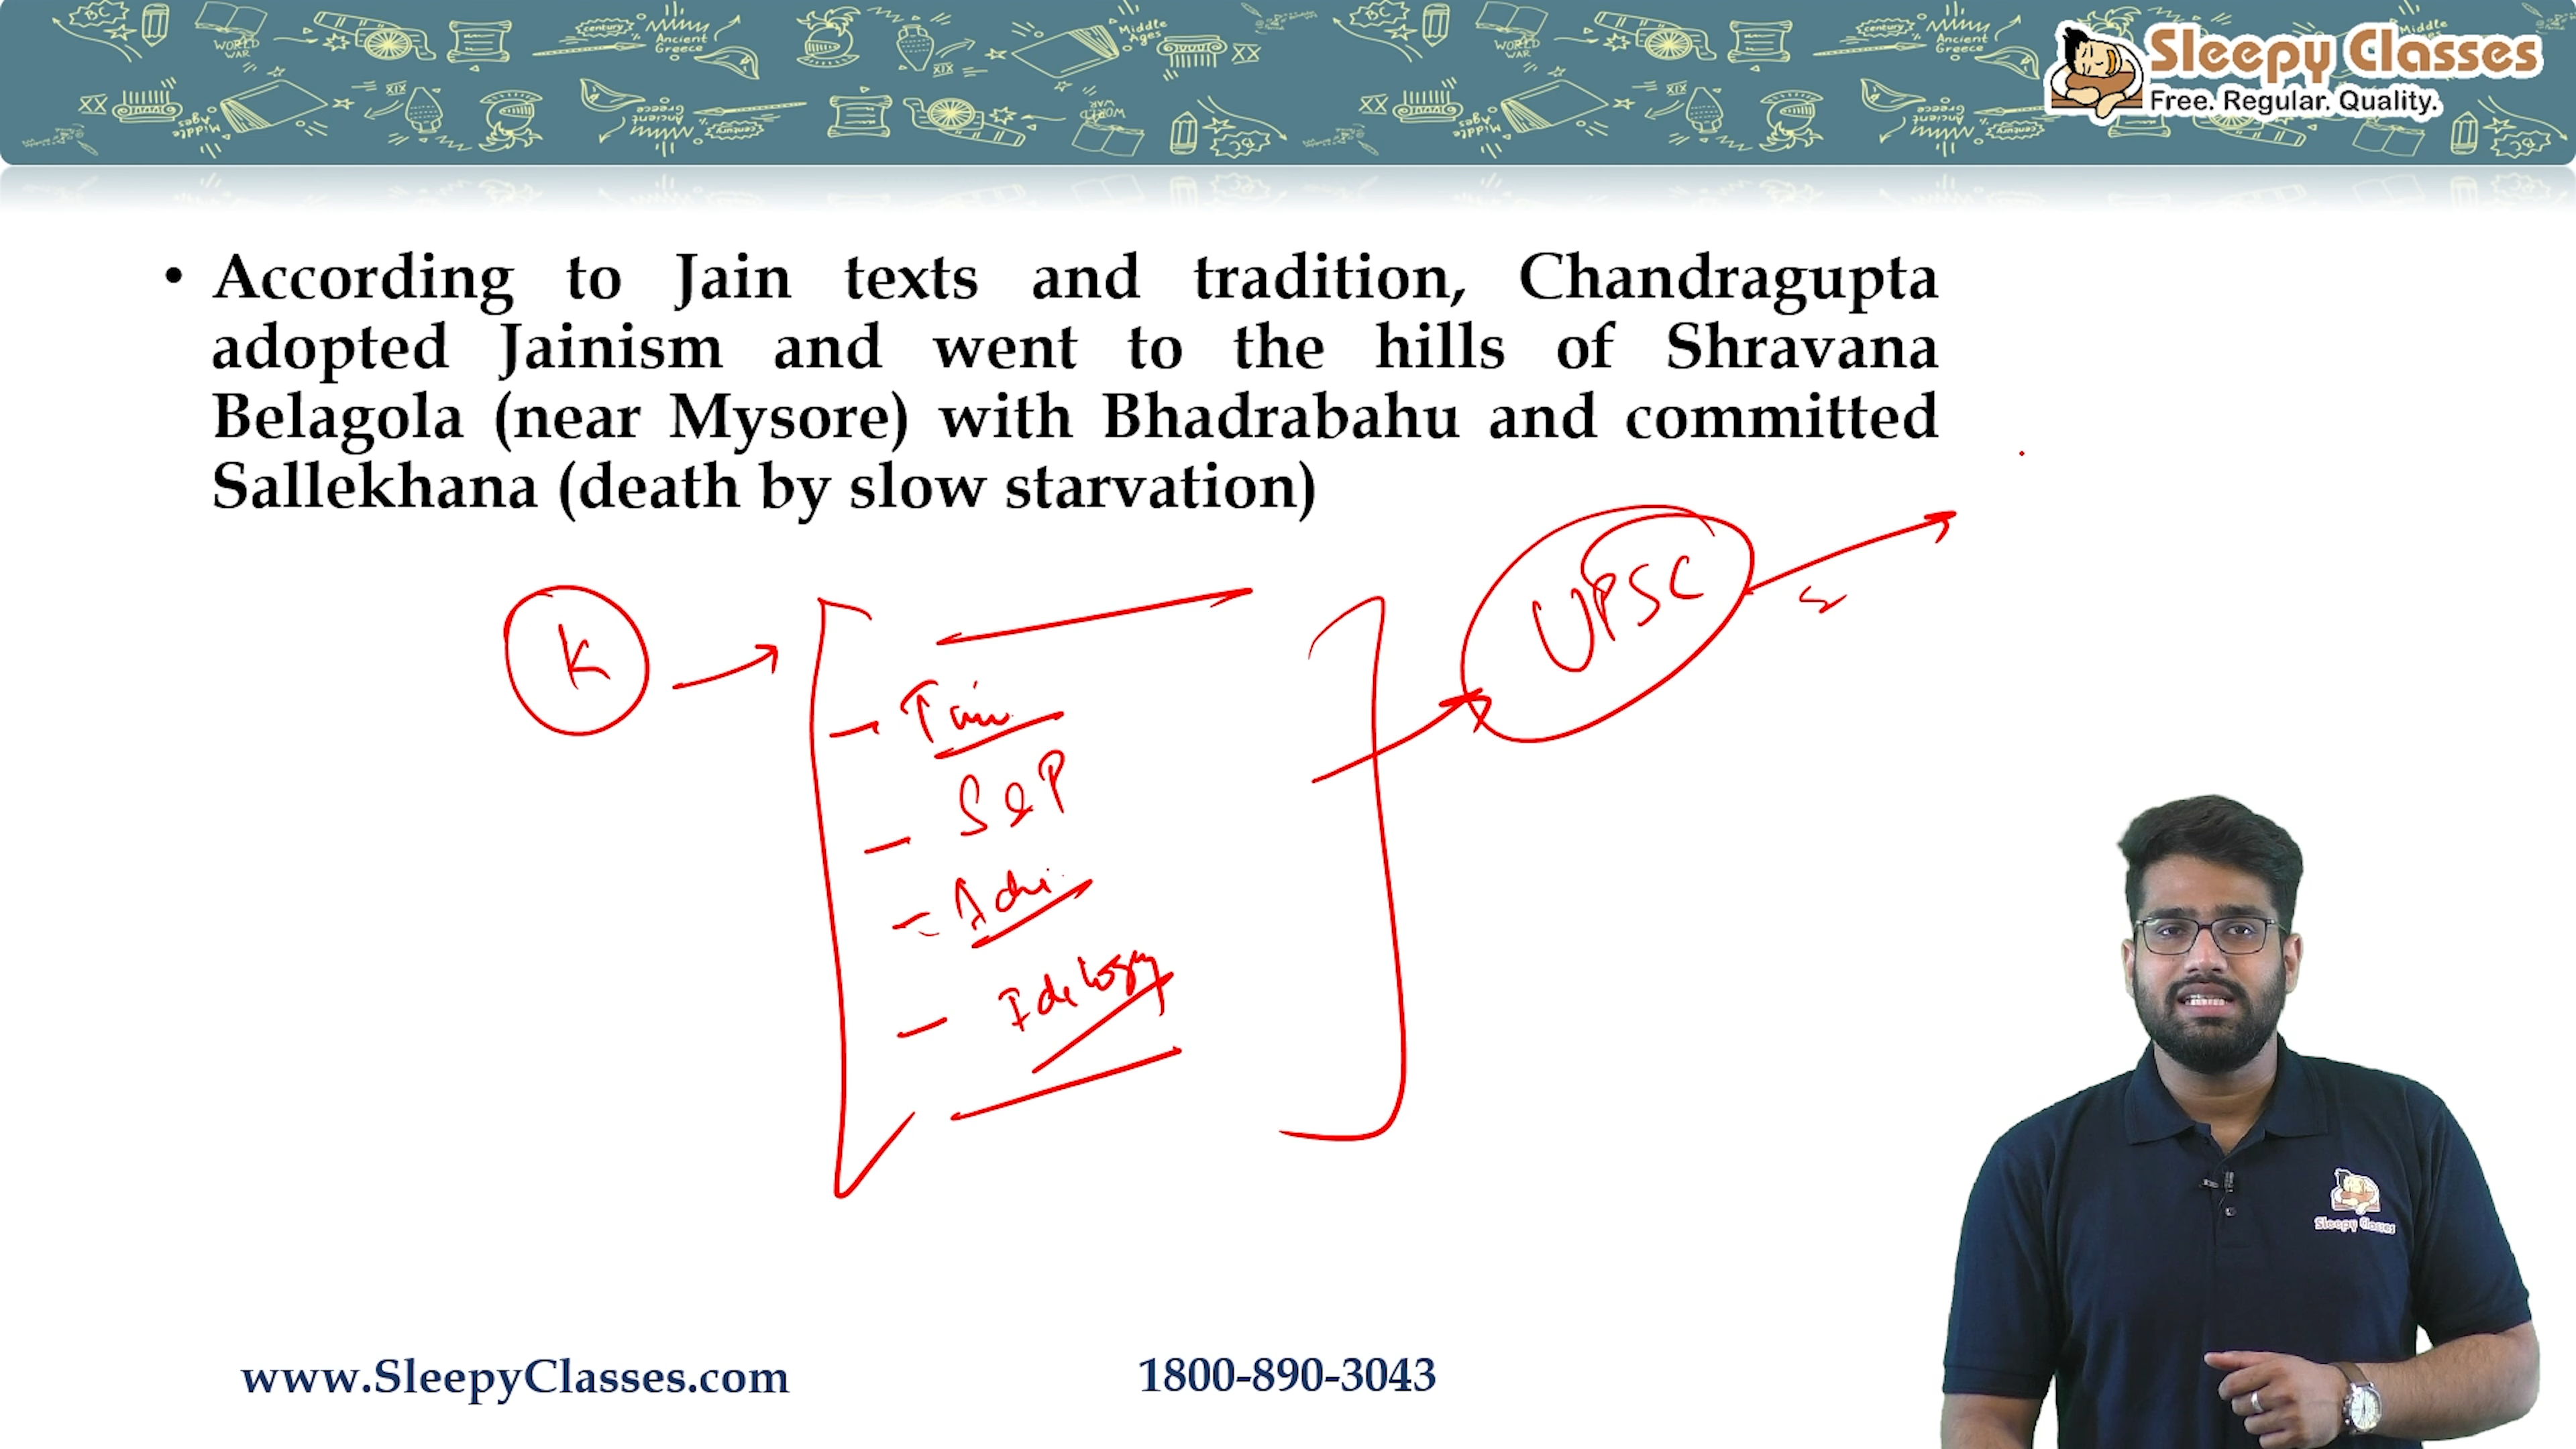 Sleepy Classes
Free. Regular. Quality.
• According to Jain texts and tradition, Chandragupta
adopted Jainism and went to the hills of Shravana
Belagola (near Mysore) with Bhadrabahu and committed
Sallekhana (death by slow starvation)
UPSC
K
S & P
Sleepy Classes
www.SleepyClasses.com
1800-890-3043